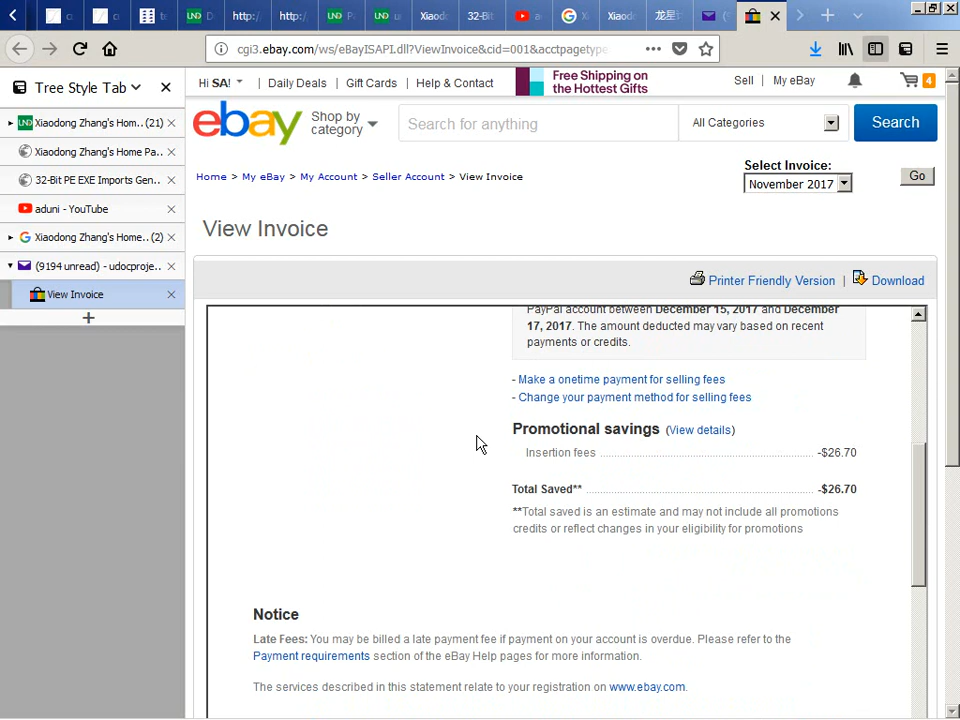 http:
http:
Xiaod
32-Bit
Xiaod
cgi3.ebay.com/ws/eBayISAPI.dll?ViewInvoice&cid=001&acctpagetype
Tree Style Tab
Hi SA!
Daily Deals
Gift Cards
Help & Contact
Free Shipping on
the Hottest Gifts
Sell
My eBay
4
Xiaodong Zhang's Hom.. (21)
Xiaodong Zhang's Home Pa..
32-Bit PE EXE Imports Gen..
aduni - YouTube
Xiaodong Zhang's Home.. (2)
(9194 unread) - udocproje..
View Invoice
ebay
Shop by
category
Search for anything
All Categories
Search
Home > My eBay > My Account > Seller Account > View Invoice
Select Invoice:
November 2017
Go
View Invoice
Printer Friendly Version | Download
PayPal account between December 15, 2017 and December
17, 2017. The amount deducted may vary based on recent
payments or credits.
- Make a onetime payment for selling fees
- Change your payment method for selling fees
Promotional savings (View details)
Insertion fees -$26.70
Total Saved** -$26.70
**Total saved is an estimate and may not include all promotions
credits or reflect changes in your eligibility for promotions
Notice
Late Fees: You may be billed a late payment fee if payment on your account is overdue. Please refer to the
Payment requirements section of the eBay Help pages for more information.
The services described in this statement relate to your registration on www.ebay.com.